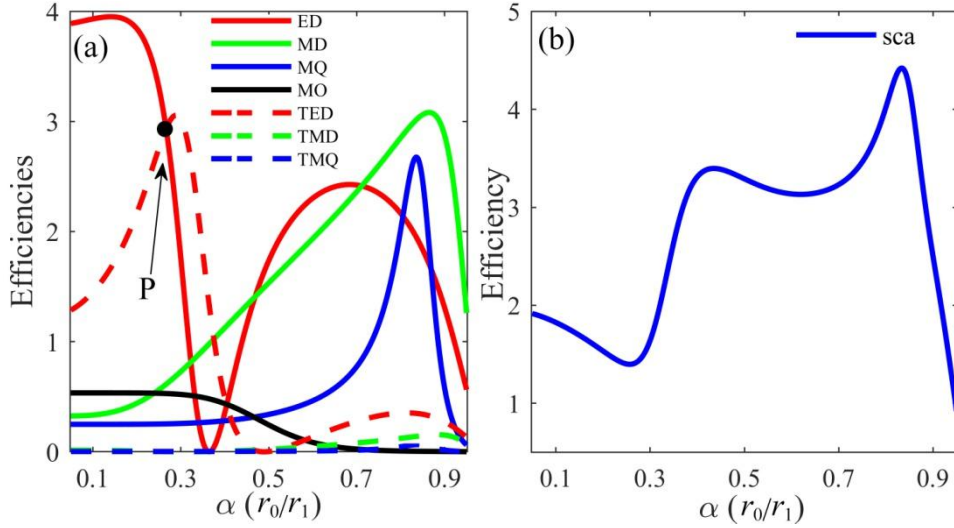 (a)
ED
MD
MQ
MO
TED
TMD
TMQ
P
4
3
2
1
0
0.1 0.3 0.5 0.7 0.9
Efficiencies
α (r₀/r₁)
(b)
sca
5
4
3
2
1
0.1 0.3 0.5 0.7 0.9
Efficiency
α (r₀/r₁)